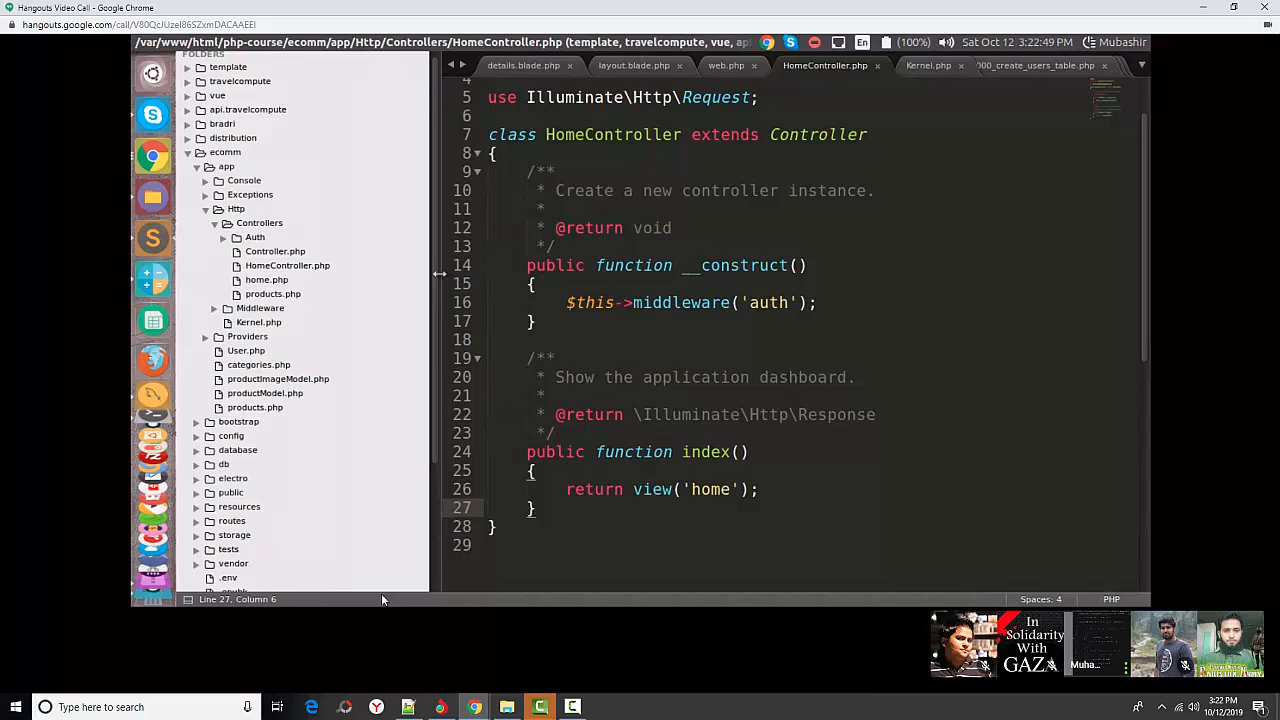 Hangouts Video Call - Google Chrome
hangouts.google.com/call/V80QcJUzel86SZxmDACAAEEI
/var/www/html/php-course/ecomm/app/Http/Controllers/HomeController.php (template, travelcompute, vue, ap
En
(100%)
Sat Oct 12 3:22:49 PM
Mubashir
FOLDERS
template
travelcompute
vue
api.travelcompute
bradri
distribution
ecomm
app
Console
Exceptions
Http
Controllers
Auth
Controller.php
HomeController.php
home.php
products.php
Middleware
Kernel.php
Providers
User.php
categories.php
productImageModel.php
productModel.php
products.php
bootstrap
config
database
db
electro
public
resources
routes
storage
tests
vendor
.env
details.blade.php
layout.blade.php
web.php
HomeController.php
Kernel.php
000_create_users_table.php
4
5 use Illuminate\Http\Request;
6
7 class HomeController extends Controller
8 {
9 /**
10 * Create a new controller instance.
11 *
12 * @return void
13 */
14 public function __construct()
15 {
16 $this->middleware('auth');
17 }
18
19 /**
20 * Show the application dashboard.
21 *
22 * @return \Illuminate\Http\Response
23 */
24 public function index()
25 {
26 return view('home');
27 }
28 }
29
Line 27, Column 6
Spaces: 4
PHP
In
Solidarity
With
GAZA
Muha...
Type here to search
3:22 PM
10/12/2019